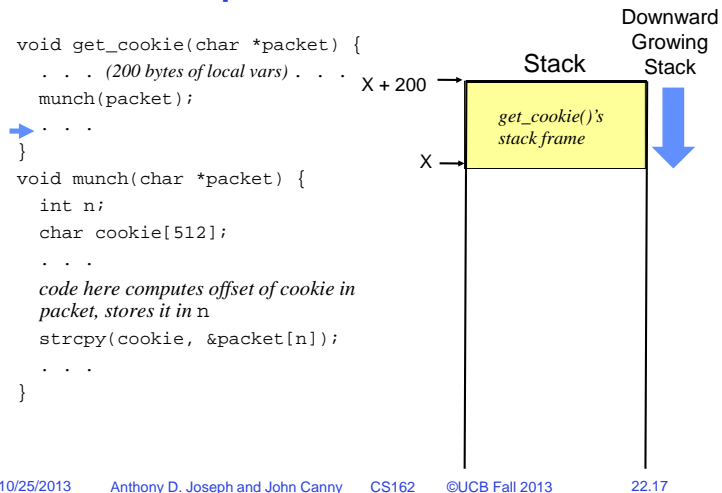 void get_cookie(char *packet) {
. . . (200 bytes of local vars) . . .
munch(packet);
. . .
}
void munch(char *packet) {
int n;
char cookie[512];
. . .
code here computes offset of cookie in
packet, stores it in n
strcpy(cookie, &packet[n]);
. . .
}
X + 200
X
Stack
get_cookie()'s
stack frame
Downward
Growing
Stack
10/25/2013 Anthony D. Joseph and John Canny CS162 ©UCB Fall 2013 22.17